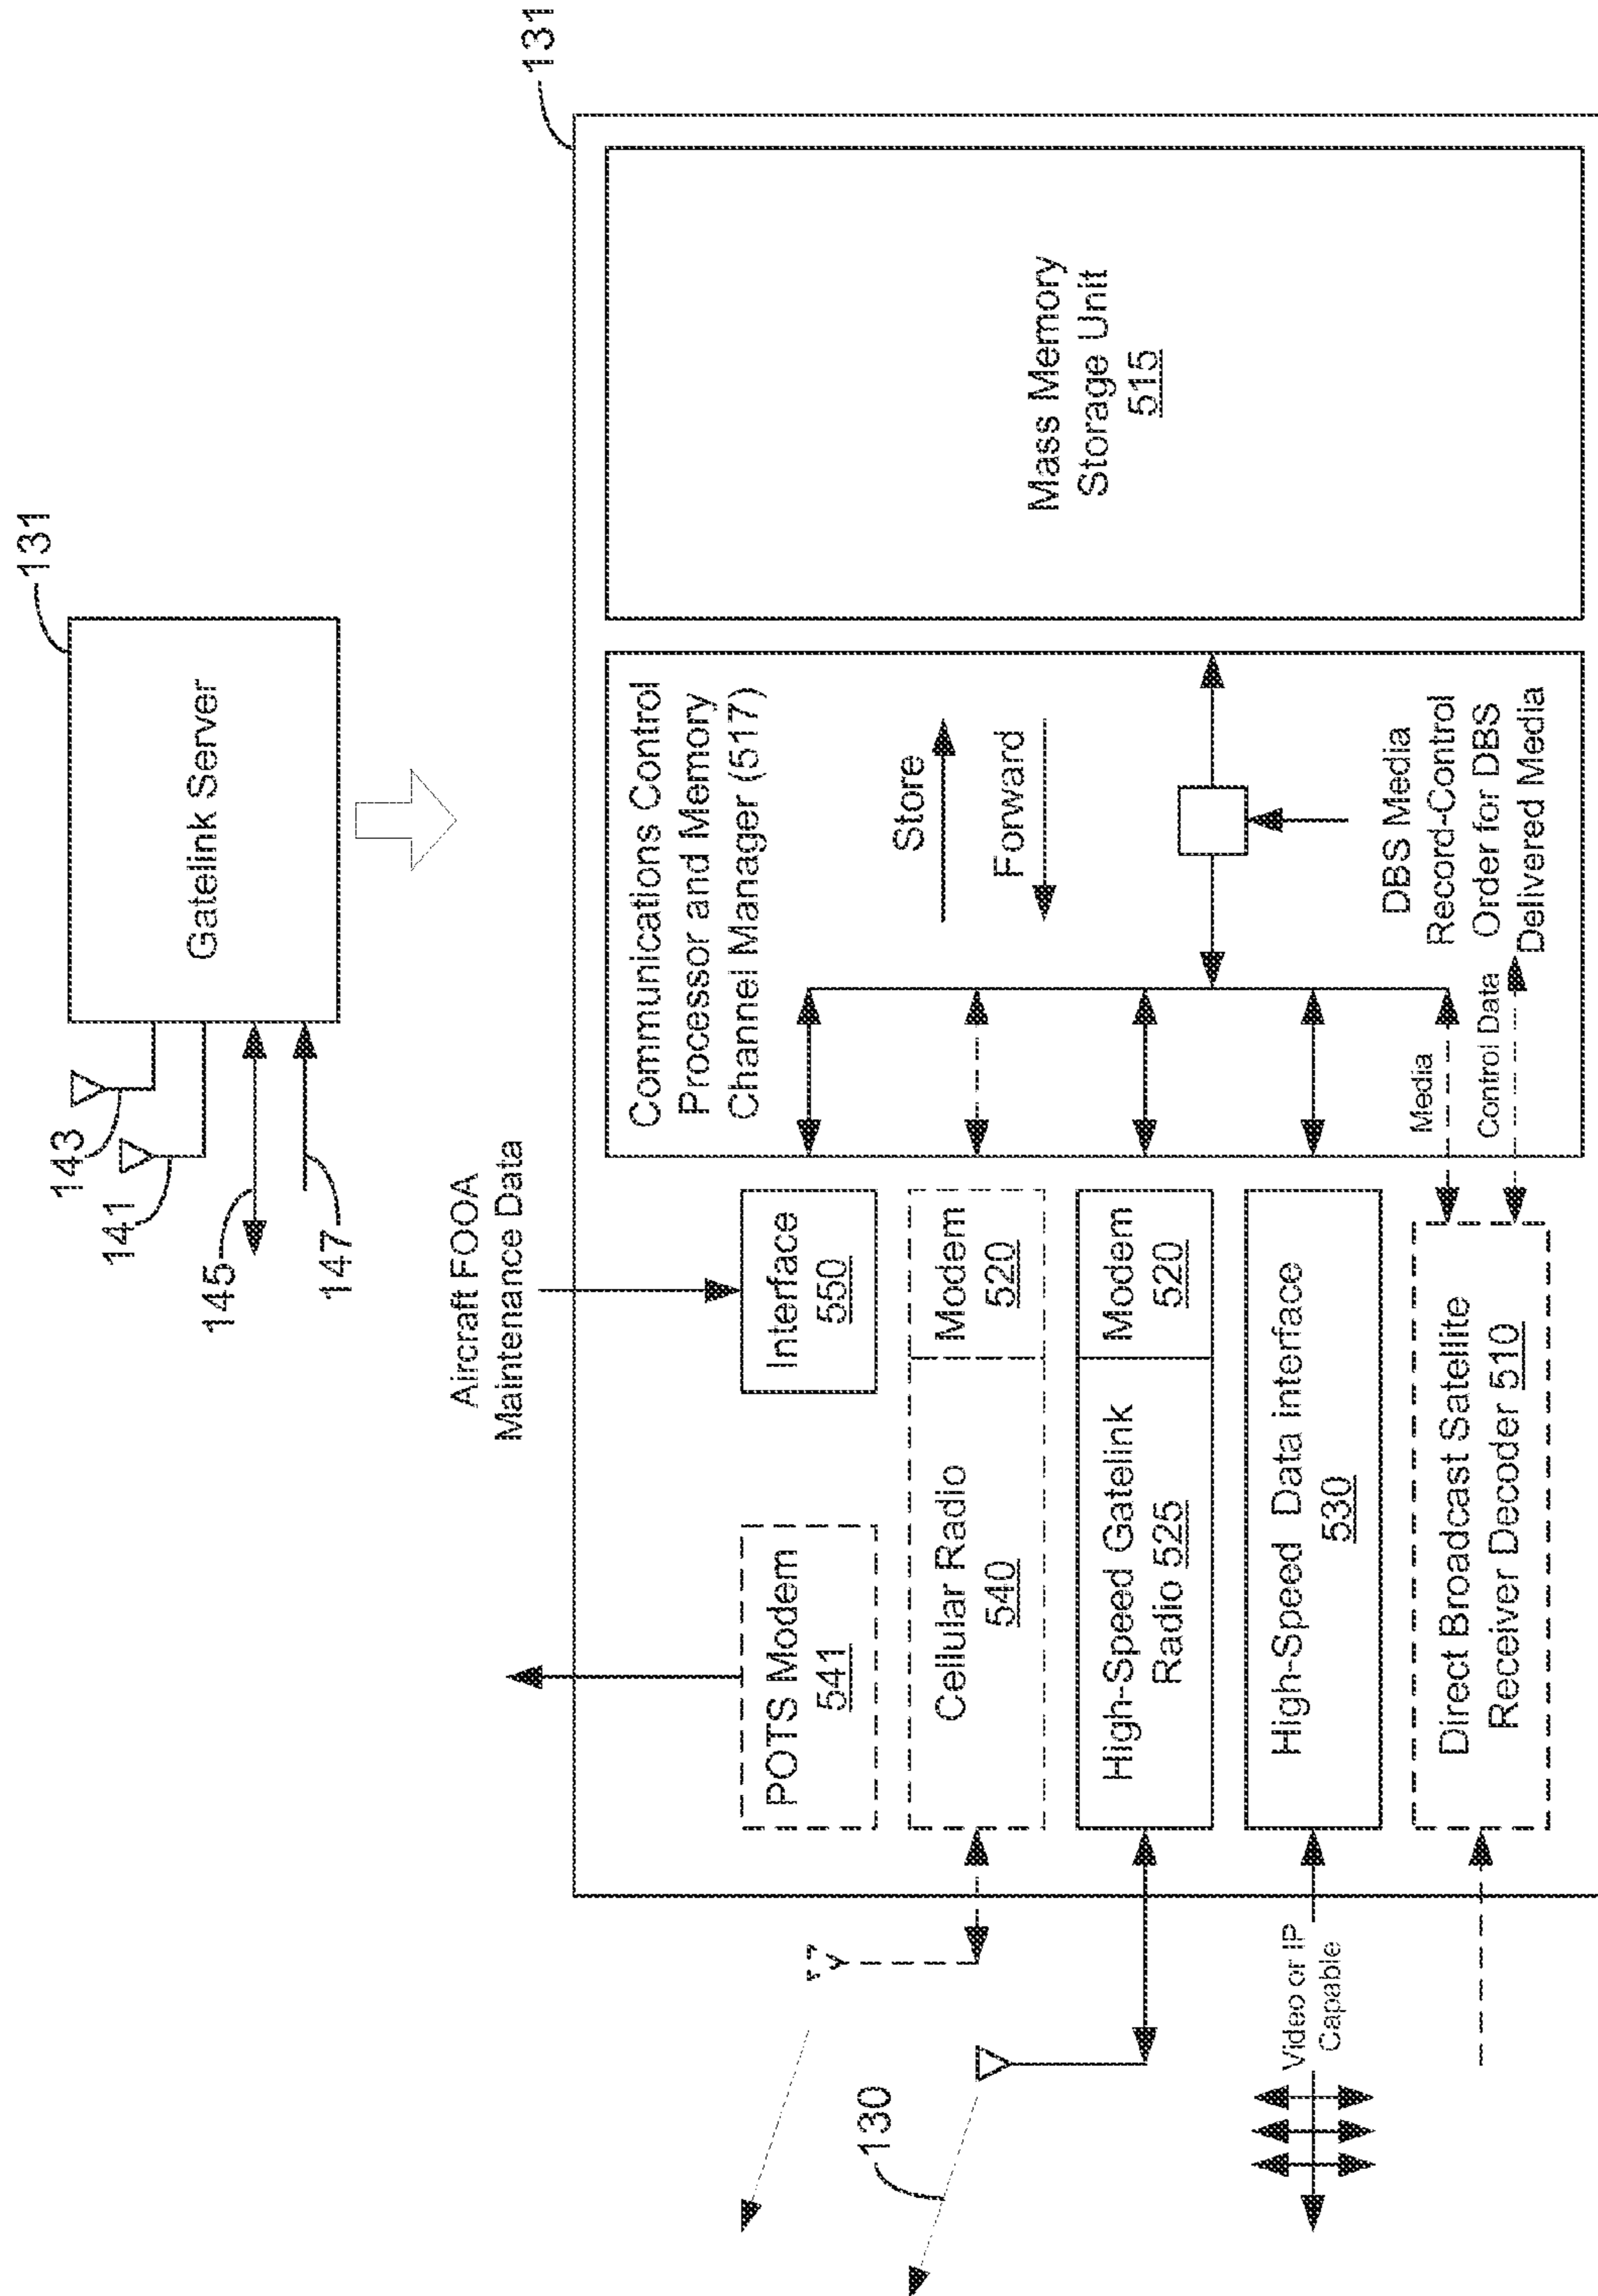 131
Gatelink Server
143
141
145
147
131
Aircraft FOOA
Maintenance Data
POTS Modem
541
Interface
550
Cellular Radio
540
Modem
520
High-Speed Gatelink
Radio 525
Modem
520
High-Speed Data interface
530
Direct Broadcast Satellite
Receiver Decoder 510
130
Video or IP
Capable
Communications Control
Processor and Memory
Channel Manager (517)
Store
Forward
Media
Control Data
DBS Media
Record-Control
Order for DBS
Delivered Media
Mass Memory
Storage Unit
515